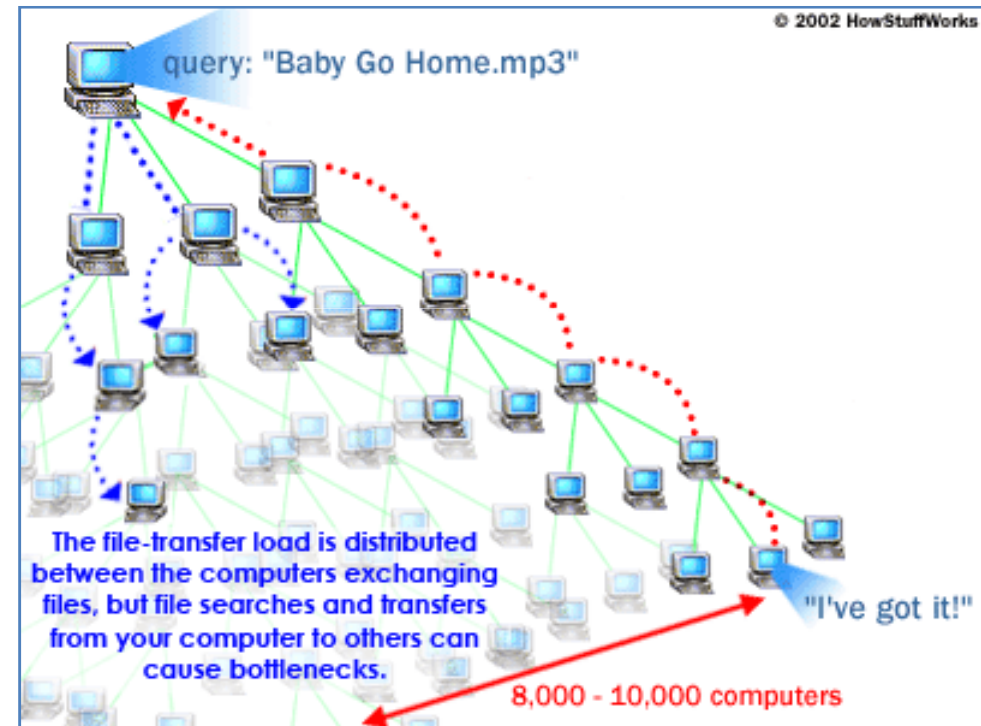 © 2002 HowStuffWorks
query: "Baby Go Home.mp3"
The file-transfer load is distributed
between the computers exchanging
files, but file searches and transfers
from your computer to others can
cause bottlenecks.
"I've got it!"
8,000 - 10,000 computers